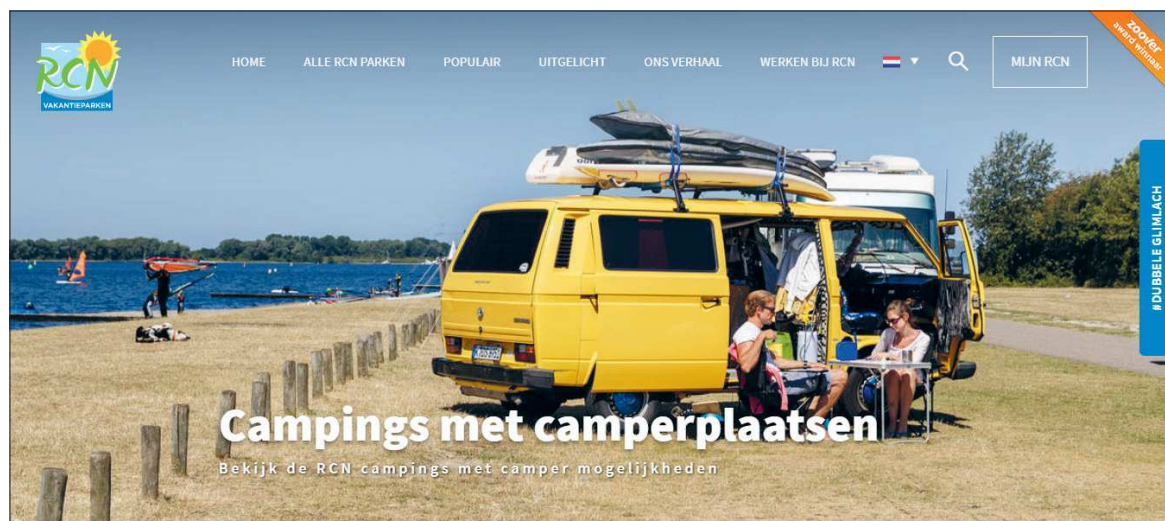 RCN
VAKANTIEPARKEN
HOME
ALLE RCN PARKEN
POPULAIR
UITGELICHT
ONS VERHAAL
WERKEN BIJ RCN
MIJN RCN
zoover
award winnaar
#DUBBELE GLIMLACH
Campings met camperplaatsen
Bekijk de RCN campings met camper mogelijkheden